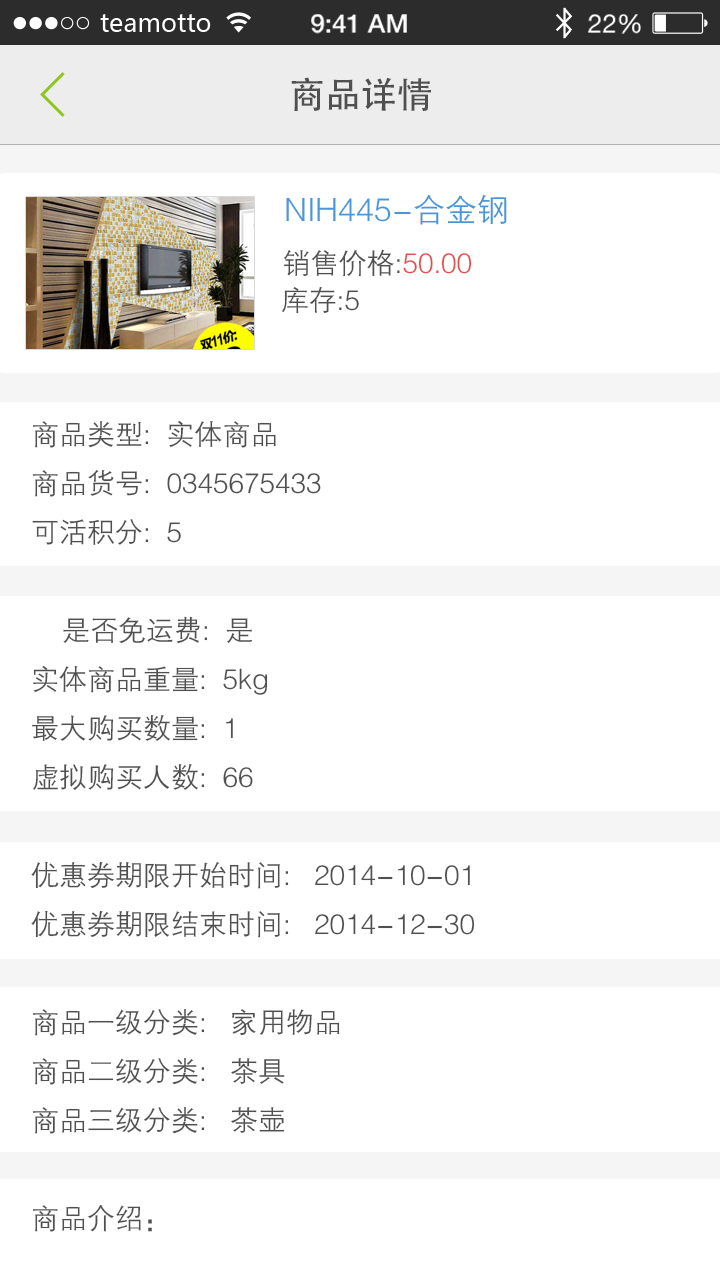 teamotto 9:41 AM 22%
商品详情
NIH445-合金钢
销售价格:50.00
库存:5
双11价:
商品类型: 实体商品
商品货号: 0345675433
可活积分: 5
是否免运费: 是
实体商品重量: 5kg
最大购买数量: 1
虚拟购买人数: 66
优惠券期限开始时间: 2014-10-01
优惠券期限结束时间: 2014-12-30
商品一级分类: 家用物品
商品二级分类: 茶具
商品三级分类: 茶壶
商品介绍: